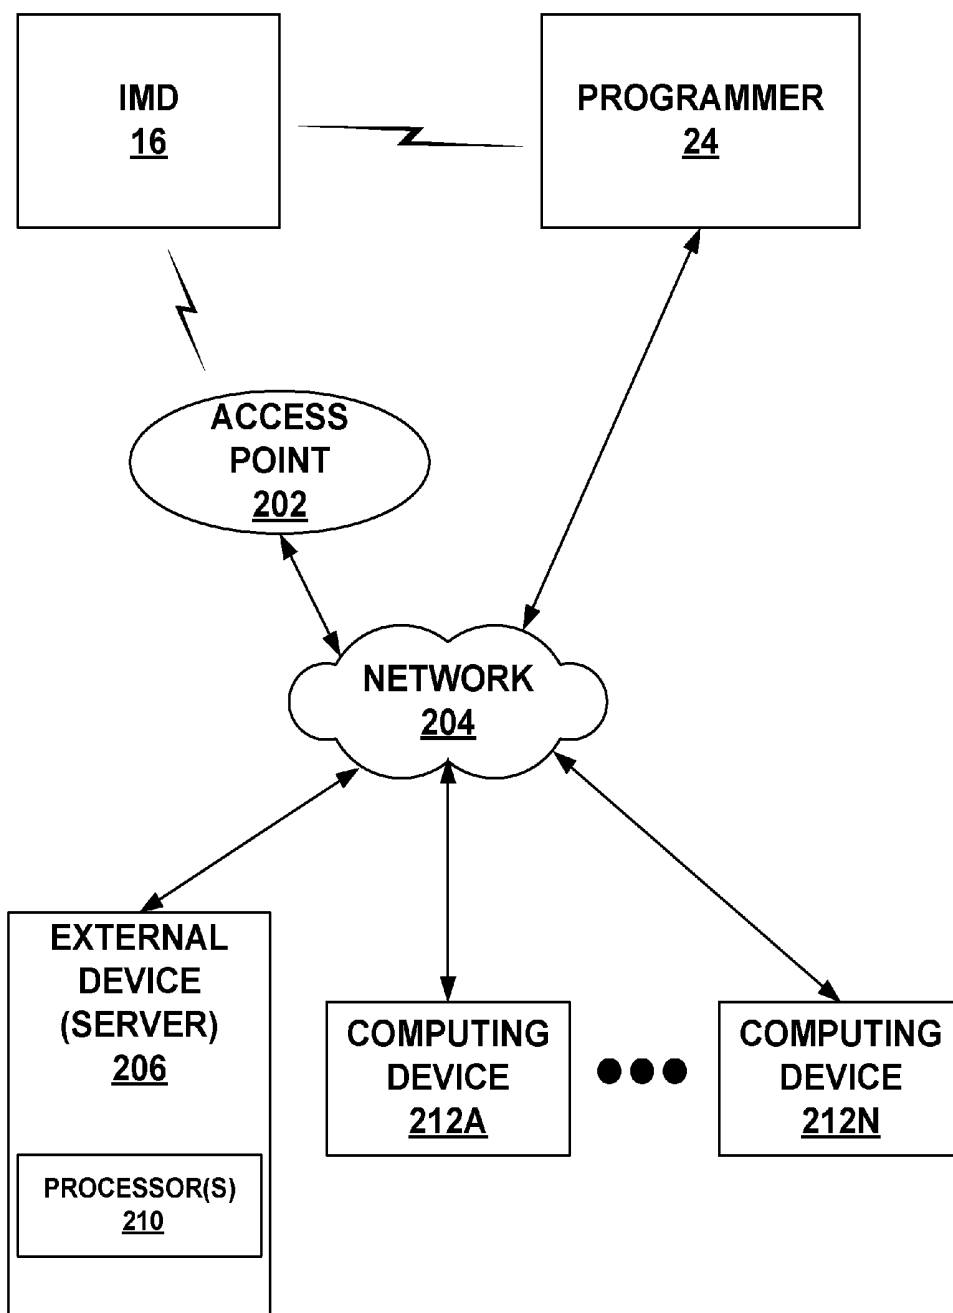 IMD
16
PROGRAMMER
24
ACCESS
POINT
202
NETWORK
204
EXTERNAL
DEVICE
(SERVER)
206
PROCESSOR(S)
210
COMPUTING
DEVICE
212A
COMPUTING
DEVICE
212N